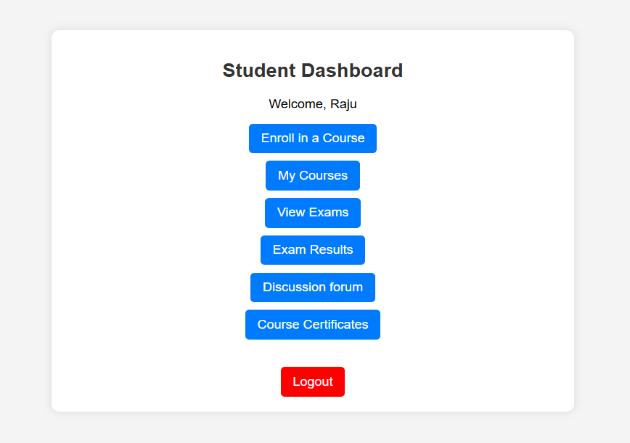 Student Dashboard
Welcome, Raju
Enroll in a Course
My Courses
View Exams
Exam Results
Discussion forum
Course Certificates
Logout